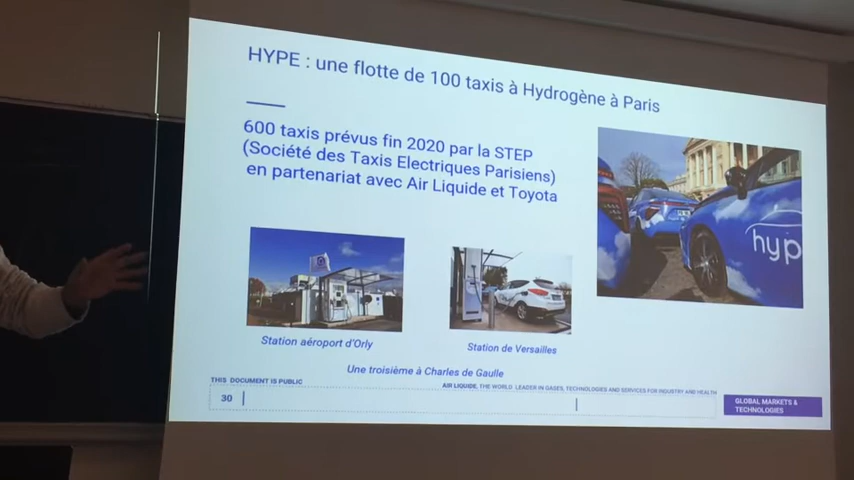 HYPE : une flotte de 100 taxis à Hydrogène à Paris
600 taxis prévus fin 2020 par la STEP
(Société des Taxis Electriques Parisiens)
en partenariat avec Air Liquide et Toyota
hyp
Station aéroport d'Orly
Station de Versailles
Une troisième à Charles de Gaulle
THIS DOCUMENT IS PUBLIC
AIR LIQUIDE, THE WORLD LEADER IN GASES, TECHNOLOGIES AND SERVICES FOR INDUSTRY AND HEALTH
30
GLOBAL MARKETS &
TECHNOLOGIES